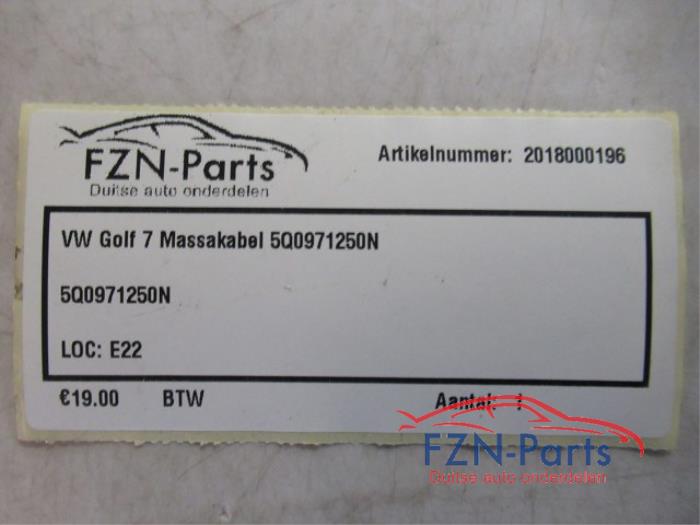 FZN-Parts
Duitse auto onderdelen
Artikelnummer: 2018000196
VW Golf 7 Massakabel 5Q0971250N
5Q0971250N
LOC: E22
€19.00 BTW Aantal: 1
FZN-Parts
Duitse auto onderdelen